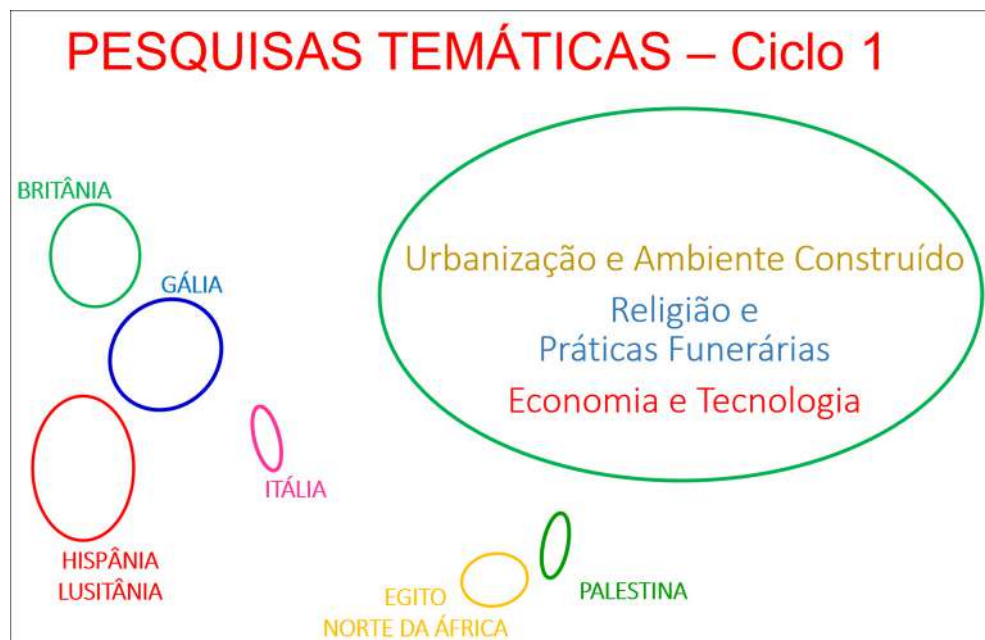 PESQUISAS TEMÁTICAS – Ciclo 1
BRITÂNIA
GÁLIA
Urbanização e Ambiente Construído
Religião e
Práticas Funerárias
Economia e Tecnologia
ITÁLIA
HISPÂNIA
LUSITÂNIA
EGITO
NORTE DA ÁFRICA
PALESTINA